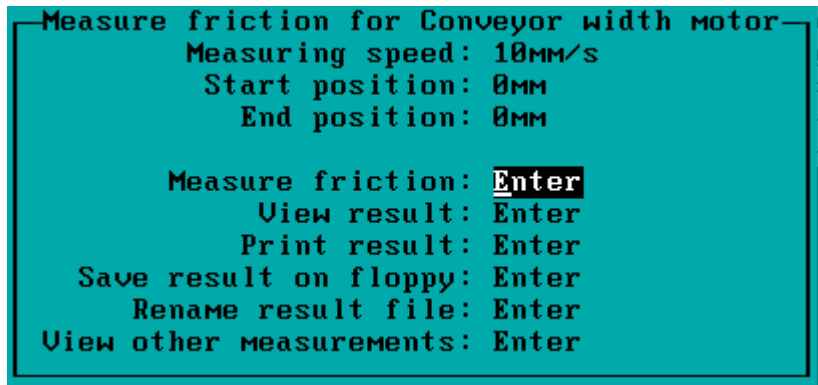 Measure friction for Conveyor width motor
Measuring speed: 10mm/s
Start position: 0mm
End position: 0mm
Measure friction: Enter
View result: Enter
Print result: Enter
Save result on floppy: Enter
Rename result file: Enter
View other measurements: Enter